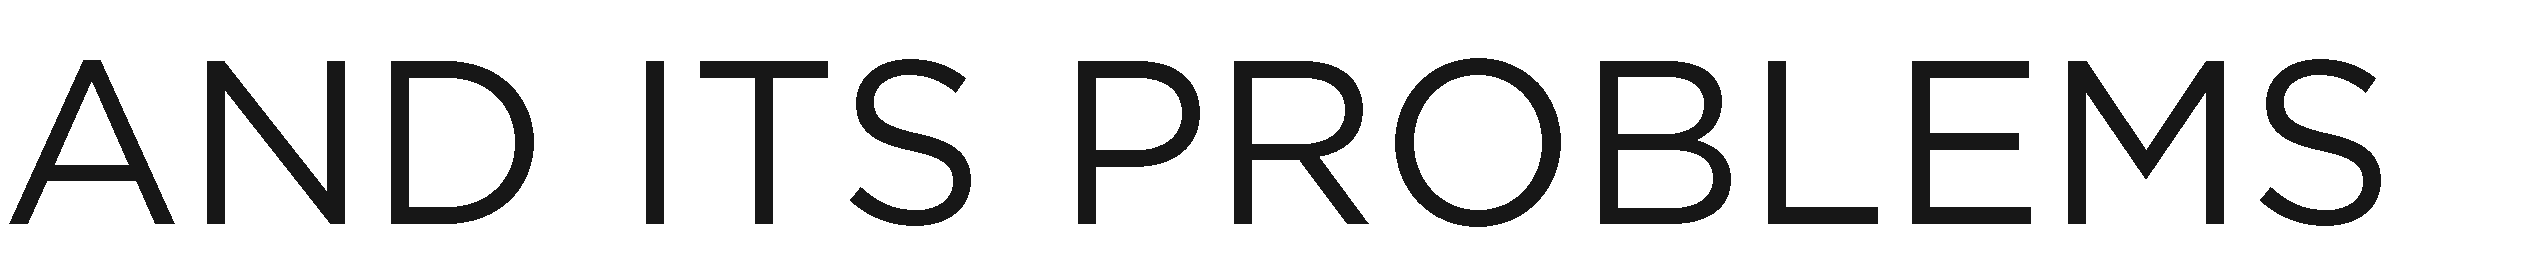 AND ITS PROBLEMS